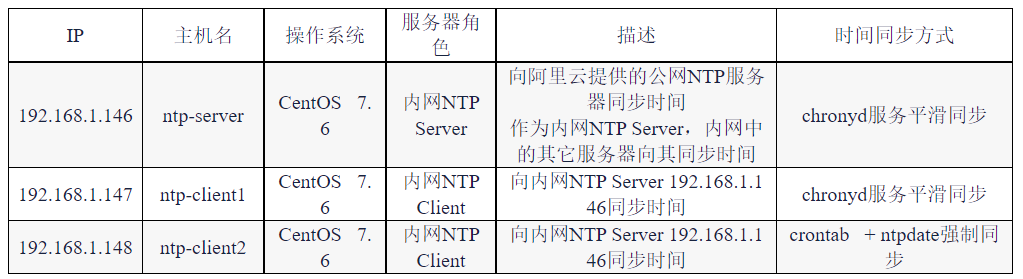 IP
主机名
操作系统
服务器角
色
描述
时间同步方式
192.168.1.146
ntp-server
CentOS 7.
6
内网NTP
Server
向阿里云提供的公网NTP服务
器同步时间
作为内网NTP Server，内网中
的其它服务器向其同步时间
chronyd服务平滑同步
192.168.1.147
ntp-client1
CentOS 7.
6
内网NTP
Client
向内网NTP Server 192.168.1.1
46同步时间
chronyd服务平滑同步
192.168.1.148
ntp-client2
CentOS 7.
6
内网NTP
Client
向内网NTP Server 192.168.1.1
46同步时间
crontab + ntpdate强制同
步